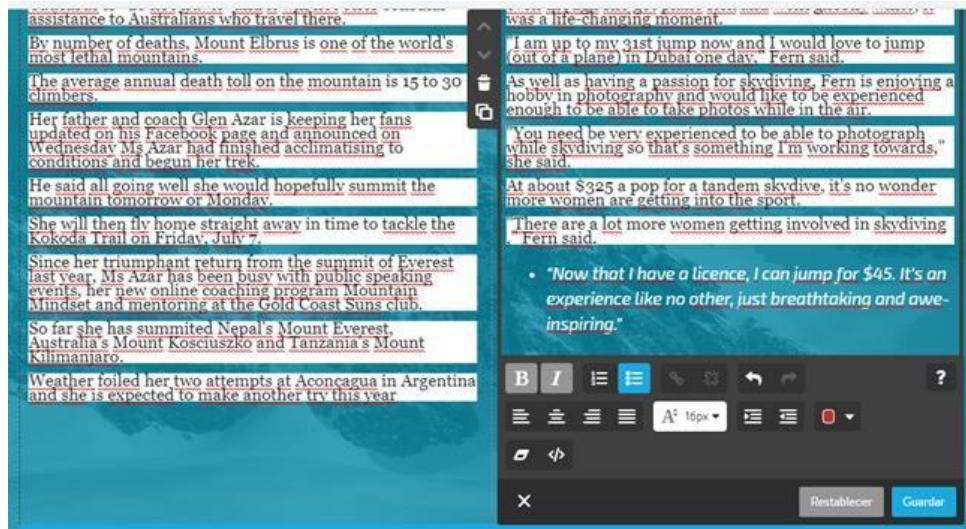 assistance to Australians who travel there.
By number of deaths, Mount Elbrus is one of the world's
most lethal mountains.
The average annual death toll on the mountain is 15 to 30
climbers.
Her father and coach Glen Azar is keeping her fans
updated on his Facebook page and announced on
Wednesday Ms Azar had finished acclimatising to
conditions and begun her trek.
He said all going well she would hopefully summit the
mountain tomorrow or Monday.
She will then fly home straight away in time to tackle the
Kokoda Trail on Friday, July 7.
Since her triumphant return from the summit of Everest
last year, Ms Azar has been busy with public speaking
events, her new online coaching program Mountain
Mindset and mentoring at the Gold Coast Suns club.
So far she has summited Nepal's Mount Everest,
Australia's Mount Kosciuszko and Tanzania's Mount
Kilimanjaro.
Weather foiled her two attempts at Aconcagua in Argentina
and she is expected to make another try this year
was a life-changing moment.
"I am up to my 31st jump now and I would love to jump
(out of a plane) in Dubai one day," Fern said.
As well as having a passion for skydiving, Fern is enjoying a
hobby in photography and would like to be experienced
enough to be able to take photos while in the air.
"You need be very experienced to be able to photograph
while skydiving so that's something I'm working towards,"
she said.
At about $325 a pop for a tandem skydive, it's no wonder
more women are getting into the sport.
"There are a lot more women getting involved in skydiving
," Fern said.
• "Now that I have a licence, I can jump for $45. It's an
experience like no other, just breathtaking and awe-
inspiring."
B I ?
A 16px
Restablecer Guardar